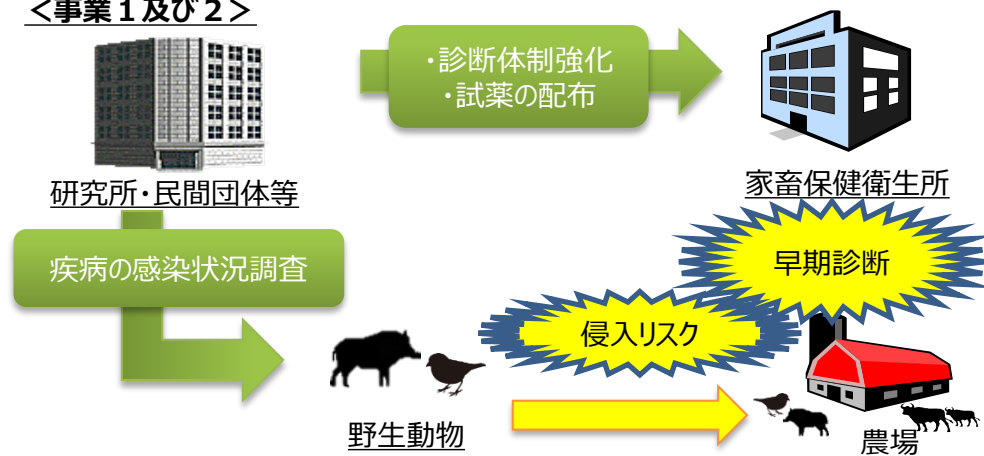 ＜事業１及び２＞
・診断体制強化
・試薬の配布
研究所・民間団体等
家畜保健衛生所
疾病の感染状況調査
早期診断
侵入リスク
野生動物
農場